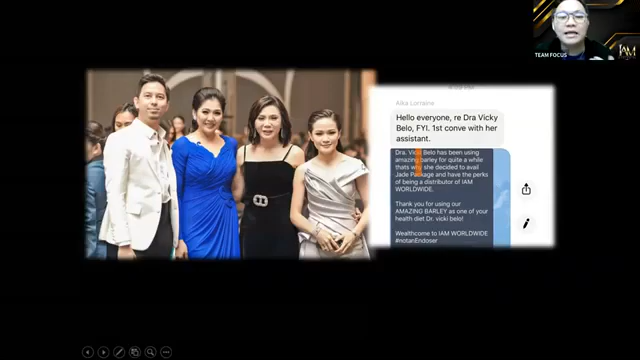 IAM
TEAM FOCUS
Alka Lorraine
Hello everyone, re Dra Vicky
Belo, FYI. 1st conve with her
assistant.
Dra. Vicki Belo has been using
amazing barley for quite a while
thats why she decided to avail
Jade Package and have the perks
of being a distributor of IAM
WORLDWIDE.
Thank you for using our
AMAZING BARLEY as one of your
health diet Dr. vicki belo!
Wealthcome to IAM WORLDWIDE
#notanEndoser